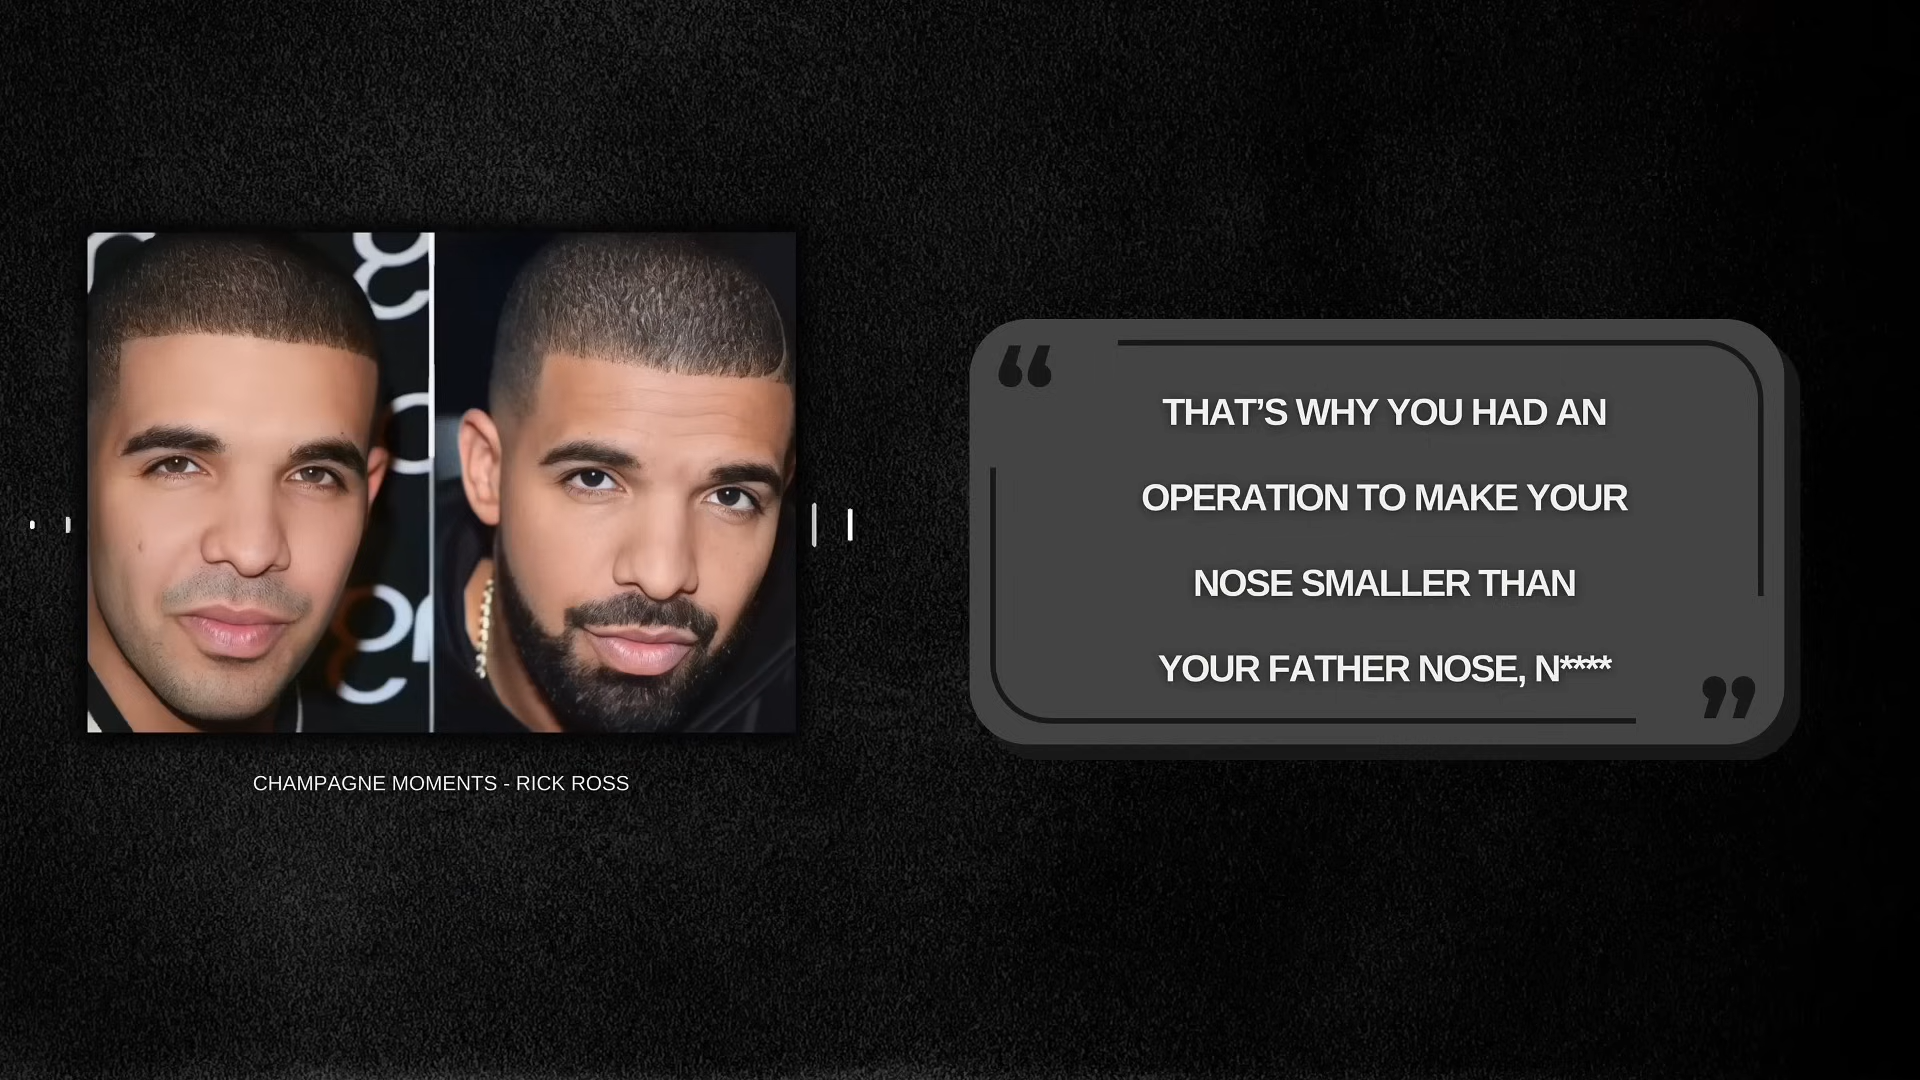 THAT’S WHY YOU HAD AN
OPERATION TO MAKE YOUR
NOSE SMALLER THAN
YOUR FATHER NOSE, N****
CHAMPAGNE MOMENTS - RICK ROSS